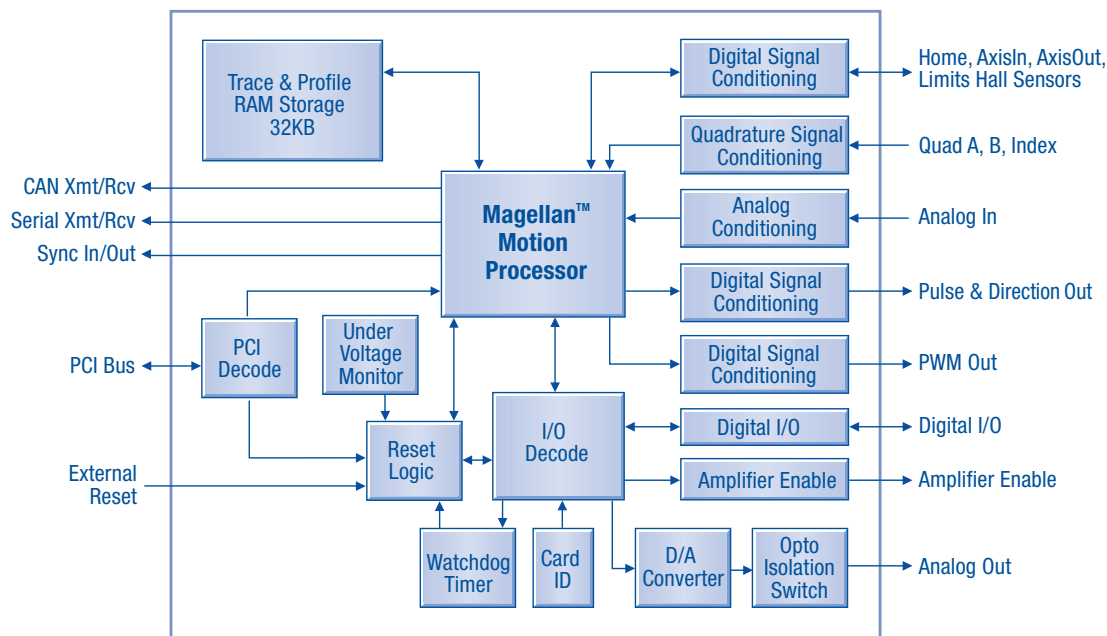 Trace & Profile
RAM Storage
32KB
Digital Signal
Conditioning
Home, AxisIn, AxisOut,
Limits Hall Sensors
Quadrature Signal
Conditioning
Quad A, B, Index
CAN Xmt/Rcv
Serial Xmt/Rcv
Sync In/Out
Magellan™
Motion
Processor
Analog
Conditioning
Analog In
Digital Signal
Conditioning
Pulse & Direction Out
PCI Bus
PCI
Decode
Under
Voltage
Monitor
Digital Signal
Conditioning
PWM Out
External
Reset
Reset
Logic
I/O
Decode
Digital I/O
Digital I/O
Amplifier Enable
Amplifier Enable
Watchdog
Timer
Card
ID
D/A
Converter
Opto
Isolation
Switch
Analog Out